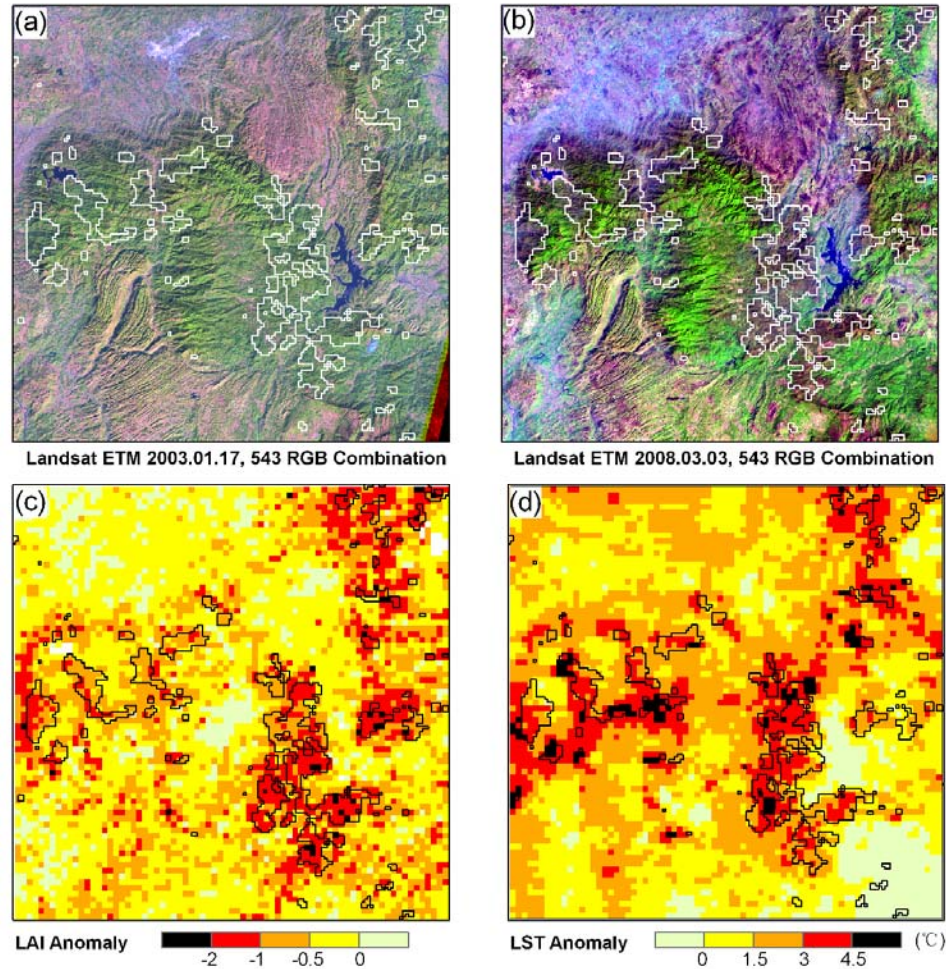 (a)
(b)
Landsat ETM 2003.01.17, 543 RGB Combination
Landsat ETM 2008.03.03, 543 RGB Combination
(c)
(d)
LAI Anomaly
-2 -1 -0.5 0
LST Anomaly
0 1.5 3 4.5 (℃)